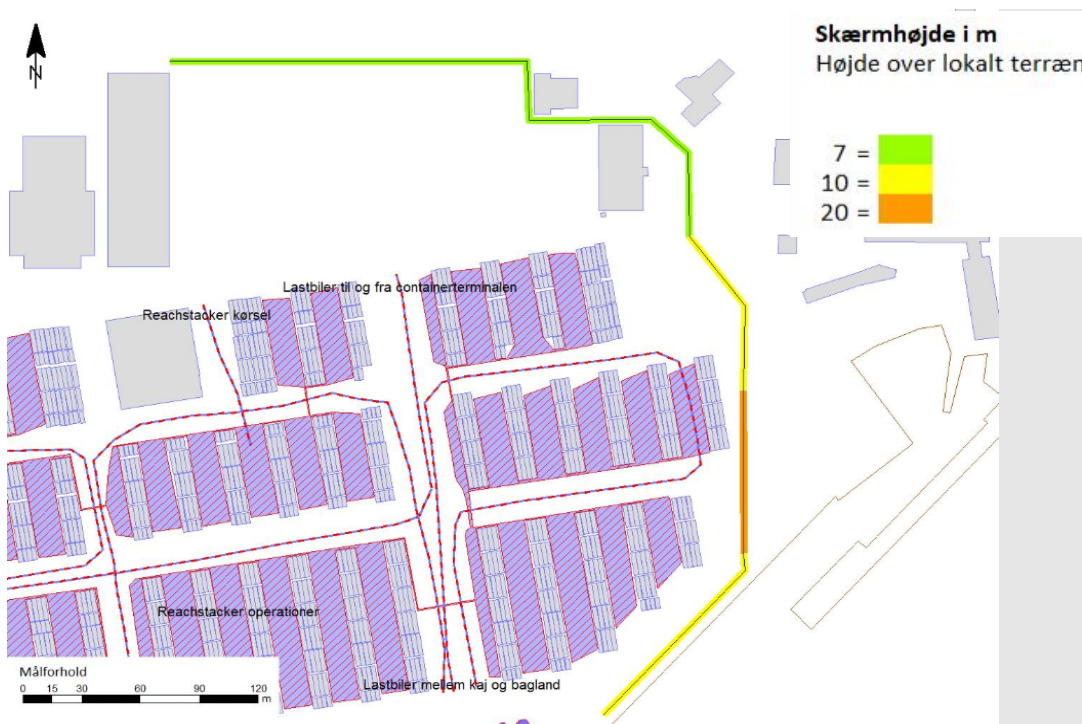 N
Skærmhøjde i m
Højde over lokalt terræn
7 =
10 =
20 =
Lastbiler til og fra containerterminalen
Reachstacker kørsel
Reachstacker operationer
Lastbiler mellem kaj og bagland
Målforhold
0 15 30 60 90 120
m